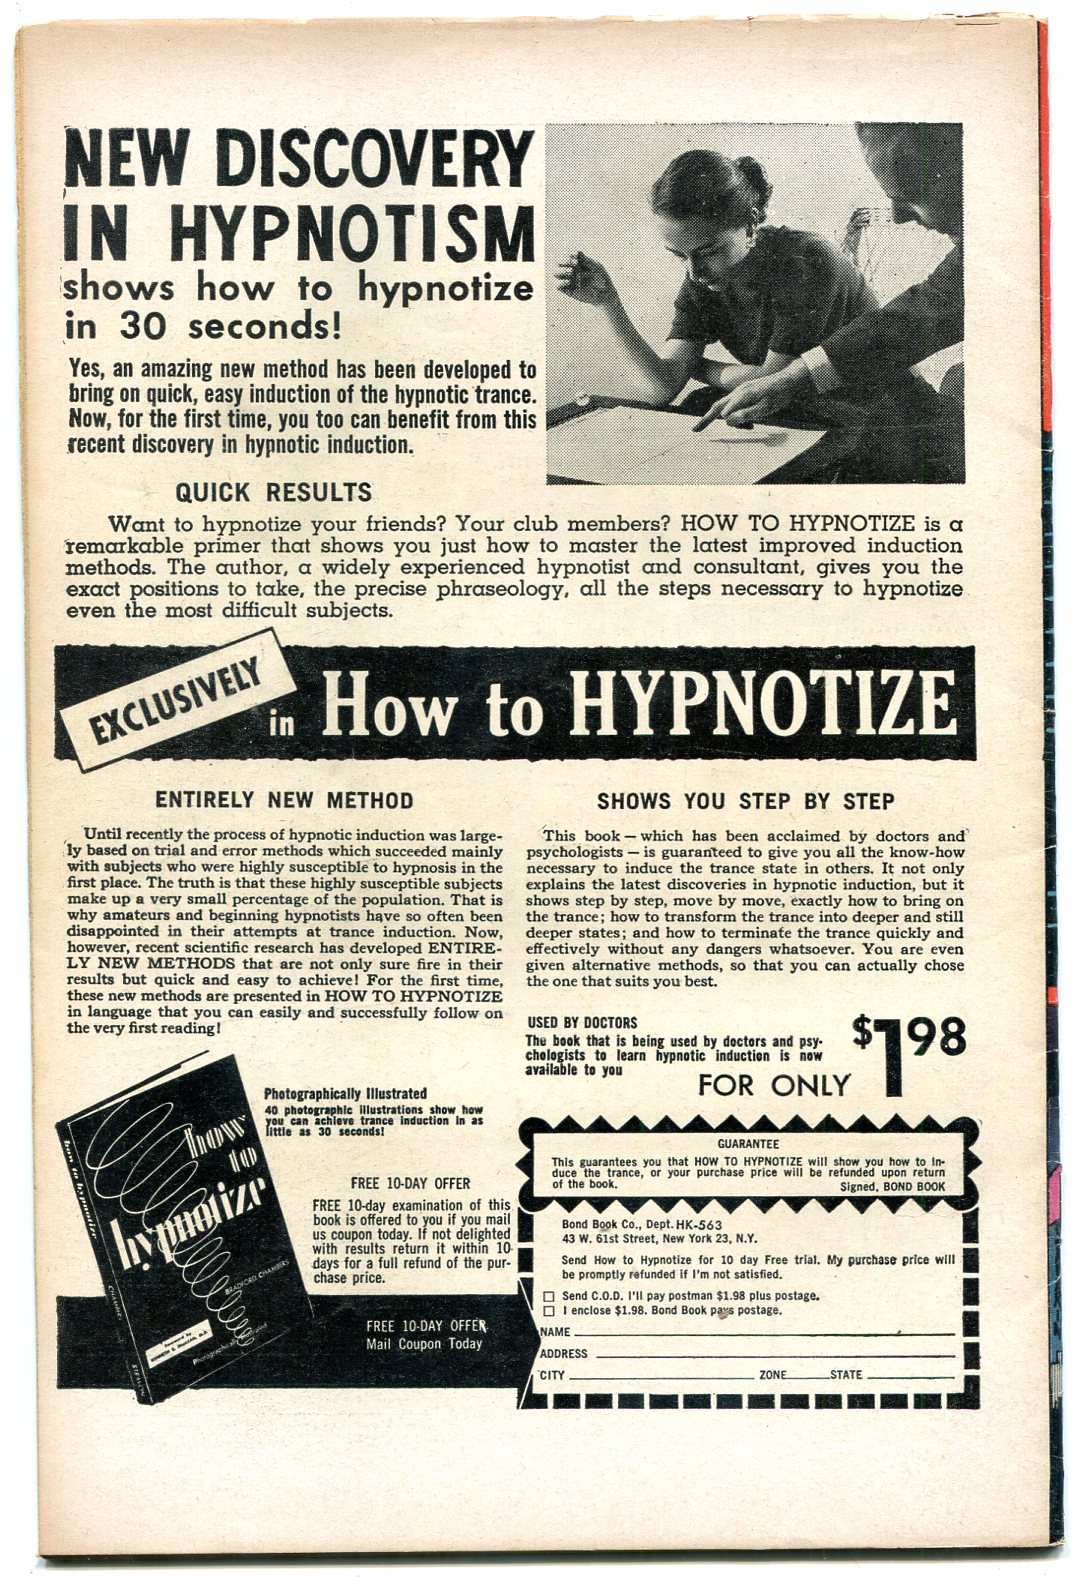 NEW DISCOVERY
IN HYPNOTISM
shows how to hypnotize
in 30 seconds!
Yes, an amazing new method has been developed to
bring on quick, easy induction of the hypnotic trance.
Now, for the first time, you too can benefit from this
recent discovery in hypnotic induction.
QUICK RESULTS
Want to hypnotize your friends? Your club members? HOW TO HYPNOTIZE is a
remarkable primer that shows you just how to master the latest improved induction
methods. The author, a widely experienced hypnotist and consultant, gives you the
exact positions to take, the precise phraseology, all the steps necessary to hypnotize
even the most difficult subjects.
EXCLUSIVELY
in How to HYPNOTIZE
ENTIRELY NEW METHOD
Until recently the process of hypnotic induction was large-
ly based on trial and error methods which succeeded mainly
with subjects who were highly susceptible to hypnosis in the
first place. The truth is that these highly susceptible subjects
make up a very small percentage of the population. That is
why amateurs and beginning hypnotists have so often been
disappointed in their attempts at trance induction. Now,
however, recent scientific research has developed ENTIRE-
LY NEW METHODS that are not only sure fire in their
results but quick and easy to achieve! For the first time,
these new methods are presented in HOW TO HYPNOTIZE
in language that you can easily and successfully follow on
the very first reading!
SHOWS YOU STEP BY STEP
This book — which has been acclaimed by doctors and
psychologists — is guaranteed to give you all the know-how
necessary to induce the trance state in others. It not only
explains the latest discoveries in hypnotic induction, but it
shows step by step, move by move, exactly how to bring on
the trance; how to transform the trance into deeper and still
deeper states; and how to terminate the trance quickly and
effectively without any dangers whatsoever. You are even
given alternative methods, so that you can actually chose
the one that suits you best.
USED BY DOCTORS
The book that is being used by doctors and psy-
chologists to learn hypnotic induction is now
available to you
FOR ONLY
$1 98
how to hypnotize
CHAMBERS
STRAVON
how
to
hypnotize
BRADFORD CHAMBERS
Foreword by
M.D.
Photographically
Photographically Illustrated
40 photographic illustrations show how
you can achieve trance induction in as
little as 30 seconds!
FREE 10-DAY OFFER
FREE 10-day examination of this
book is offered to you if you mail
us coupon today. If not delighted
with results return it within 10-
days for a full refund of the pur-
chase price.
FREE 10-DAY OFFER
Mail Coupon Today
GUARANTEE
This guarantees you that HOW TO HYPNOTIZE will show you how to in-
duce the trance, or your purchase price will be refunded upon return
of the book. Signed, BOND BOOK
Bond Book Co., Dept. HK-563
43 W. 61st Street, New York 23, N.Y.
Send How to Hypnotize for 10 day Free trial. My purchase price will
be promptly refunded if I'm not satisfied.
Send C.O.D. I'll pay postman $1.98 plus postage.
I enclose $1.98. Bond Book pays postage.
NAME
ADDRESS
CITY ZONE STATE